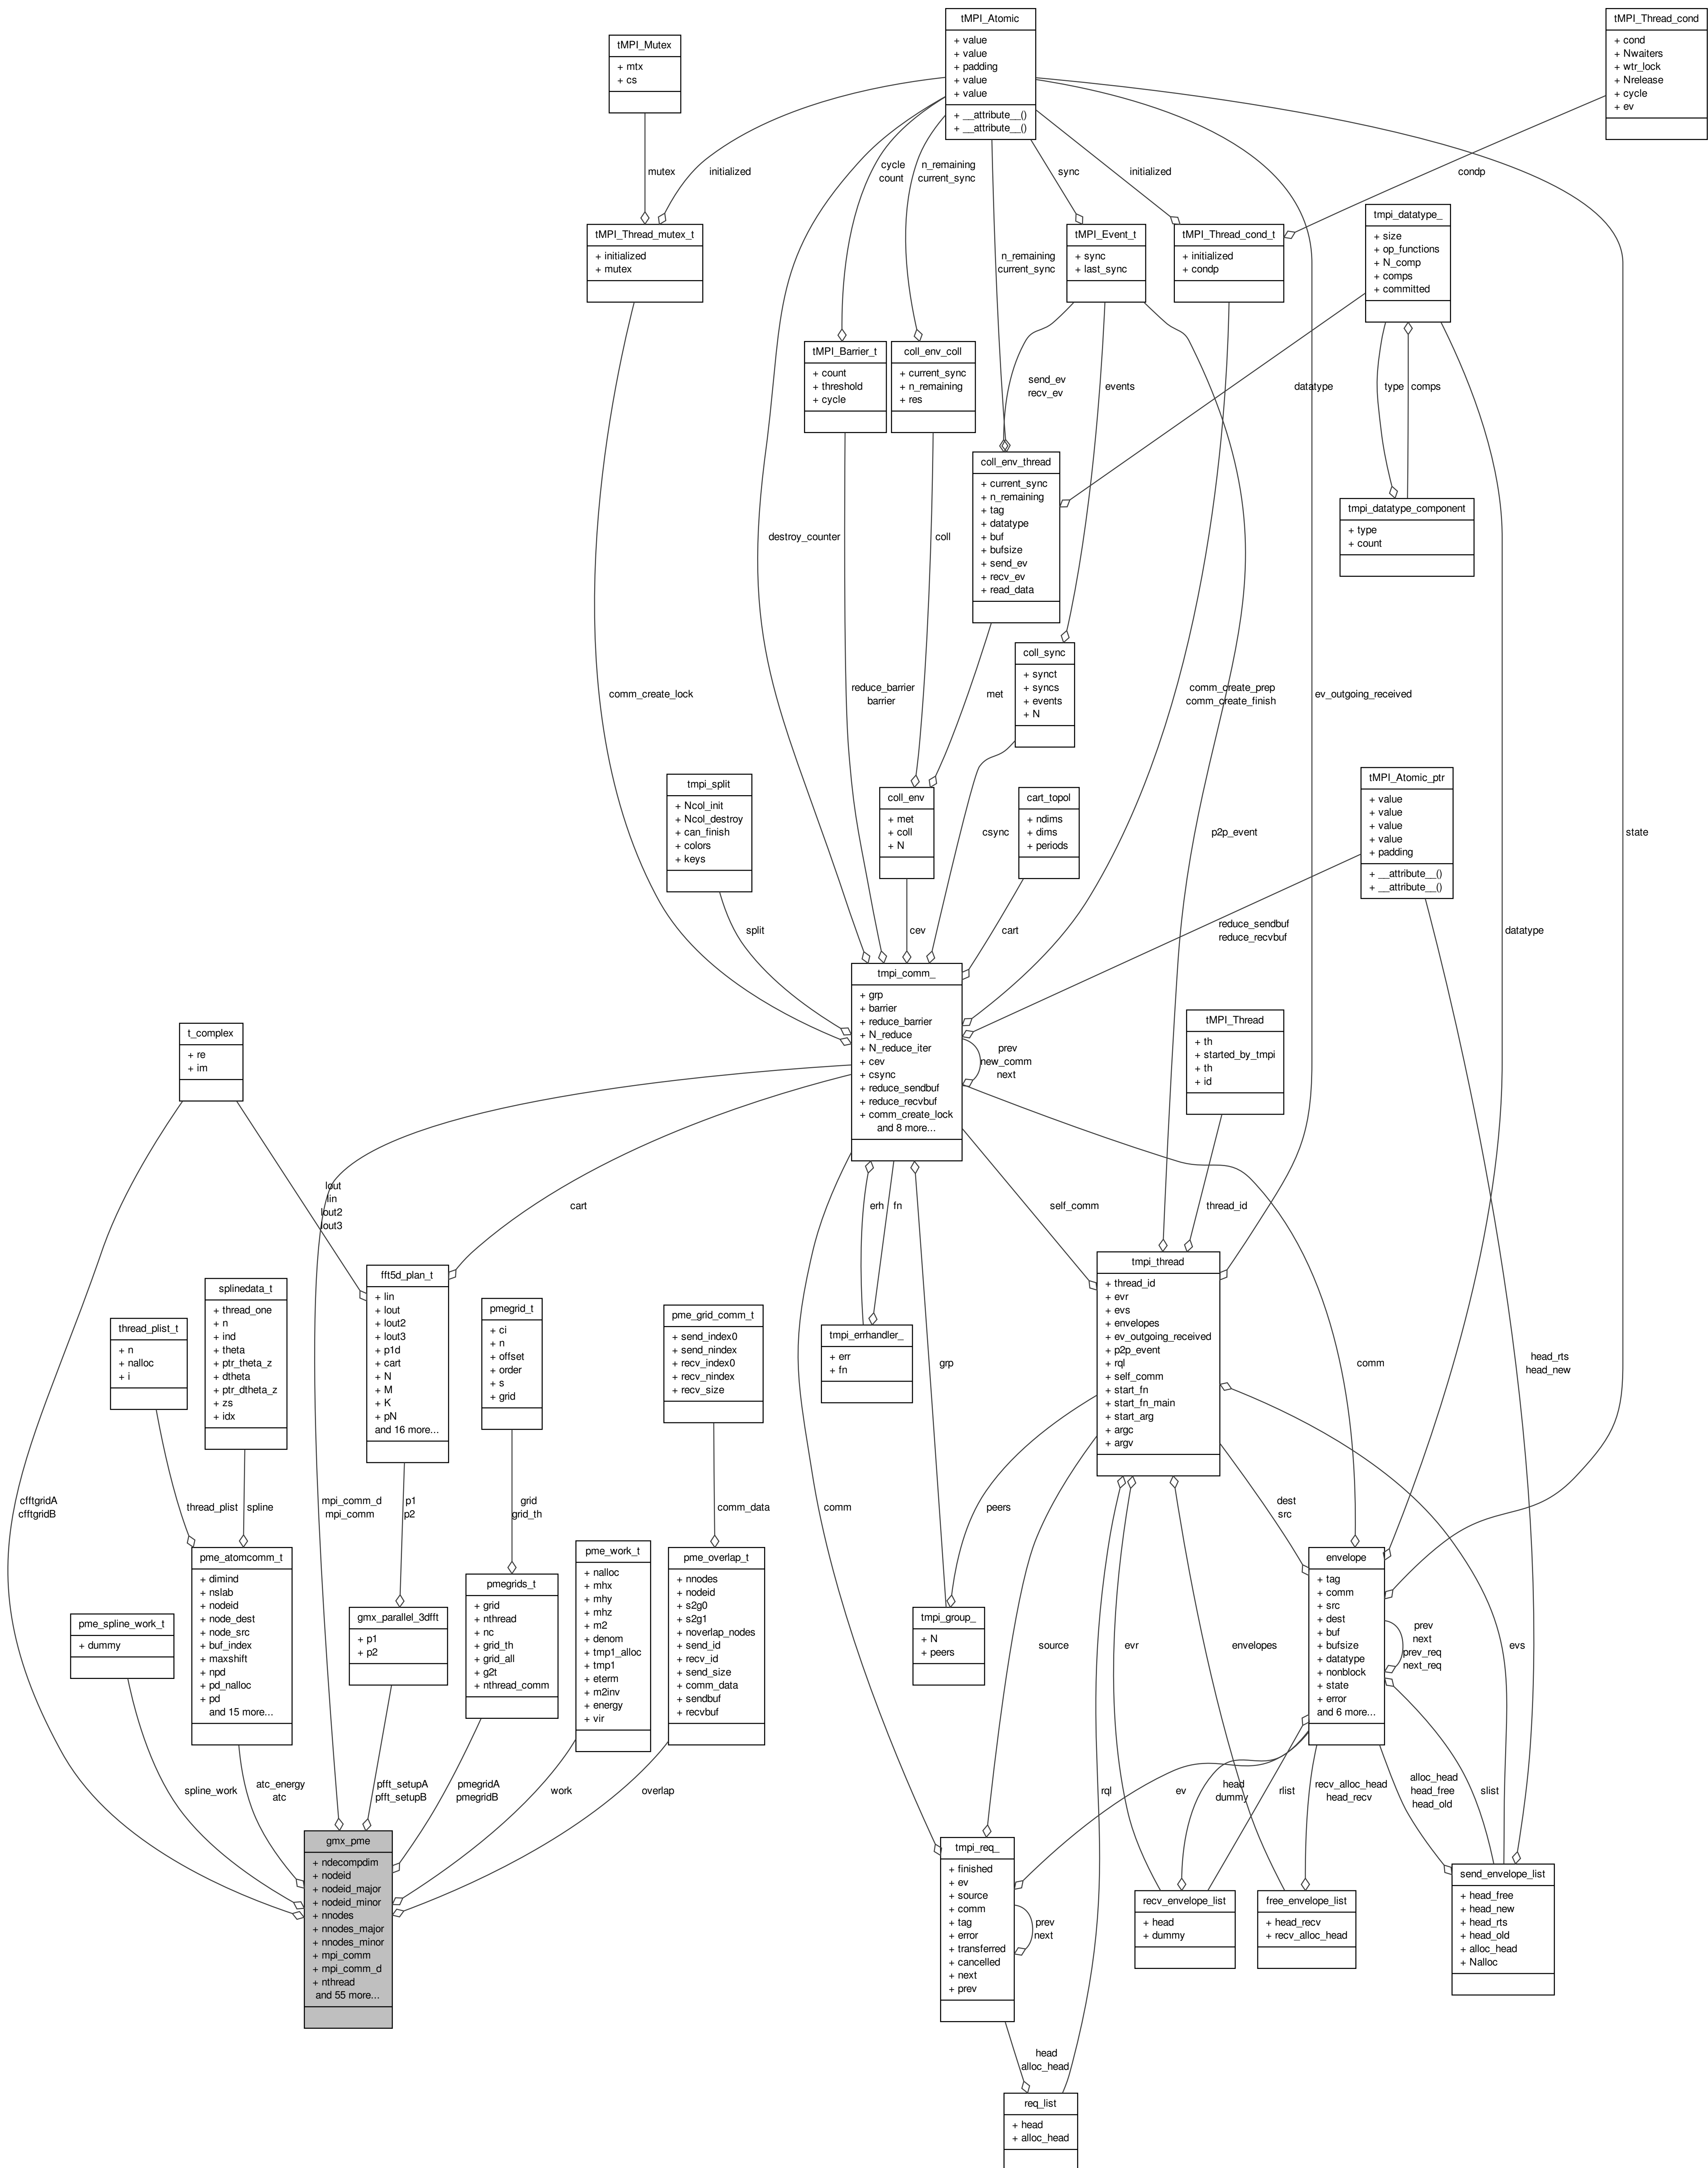 tMPI_Atomic
+ value
+ value
+ padding
+ value
+ value
+ __attribute__()
+ __attribute__()
tMPI_Thread_cond
+ cond
+ Nwaiters
+ wtr_lock
+ Nrelease
+ cycle
+ ev
tMPI_Mutex
+ mtx
+ cs
mutex
initialized
cycle
count
n_remaining
current_sync
sync
initialized
condp
tMPI_Thread_mutex_t
+ initialized
+ mutex
n_remaining
current_sync
tMPI_Event_t
+ sync
+ last_sync
tMPI_Thread_cond_t
+ initialized
+ condp
tmpi_datatype_
+ size
+ op_functions
+ N_comp
+ comps
+ committed
tMPI_Barrier_t
+ count
+ threshold
+ cycle
coll_env_coll
+ current_sync
+ n_remaining
+ res
send_ev
recv_ev
events
datatype
type
comps
destroy_counter
coll
coll_env_thread
+ current_sync
+ n_remaining
+ tag
+ datatype
+ buf
+ bufsize
+ send_ev
+ recv_ev
+ read_data
tmpi_datatype_component
+ type
+ count
comm_create_lock
reduce_barrier
barrier
met
coll_sync
+ synct
+ syncs
+ events
+ N
comm_create_prep
comm_create_finish
ev_outgoing_received
tmpi_split
+ Ncol_init
+ Ncol_destroy
+ can_finish
+ colors
+ keys
coll_env
+ met
+ coll
+ N
csync
cart_topol
+ ndims
+ dims
+ periods
p2p_event
tMPI_Atomic_ptr
+ value
+ value
+ value
+ value
+ padding
+ __attribute__()
+ __attribute__()
state
split
cev
cart
reduce_sendbuf
reduce_recvbuf
datatype
tmpi_comm_
+ grp
+ barrier
+ reduce_barrier
+ N_reduce
+ N_reduce_iter
+ cev
+ csync
+ reduce_sendbuf
+ reduce_recvbuf
+ comm_create_lock
and 8 more...
prev
new_comm
next
t_complex
+ re
+ im
tMPI_Thread
+ th
+ started_by_tmpi
+ th
+ id
lout
lin
lout2
lout3
cart
erh
fn
self_comm
thread_id
splinedata_t
+ thread_one
+ n
+ ind
+ theta
+ ptr_theta_z
+ dtheta
+ ptr_dtheta_z
+ zs
+ idx
thread_plist_t
+ n
+ nalloc
+ i
fft5d_plan_t
+ lin
+ lout
+ lout2
+ lout3
+ p1d
+ cart
+ N
+ M
+ K
+ pN
and 16 more...
pmegrid_t
+ ci
+ n
+ offset
+ order
+ s
+ grid
pme_grid_comm_t
+ send_index0
+ send_nindex
+ recv_index0
+ recv_nindex
+ recv_size
tmpi_errhandler_
+ err
+ fn
grp
tmpi_thread
+ thread_id
+ evr
+ evs
+ envelopes
+ ev_outgoing_received
+ p2p_event
+ rql
+ self_comm
+ start_fn
+ start_fn_main
+ start_arg
+ argc
+ argv
comm
head_rts
head_new
cfftgridA
cfftgridB
thread_plist
spline
mpi_comm_d
mpi_comm
p1
p2
grid
grid_th
comm_data
comm
peers
dest
src
pme_spline_work_t
+ dummy
pme_atomcomm_t
+ dimind
+ nslab
+ nodeid
+ node_dest
+ node_src
+ buf_index
+ maxshift
+ npd
+ pd_nalloc
+ pd
and 15 more...
gmx_parallel_3dfft
+ p1
+ p2
pmegrids_t
+ grid
+ nthread
+ nc
+ grid_th
+ grid_all
+ g2t
+ nthread_comm
pme_work_t
+ nalloc
+ mhx
+ mhy
+ mhz
+ m2
+ denom
+ tmp1_alloc
+ tmp1
+ eterm
+ m2inv
+ energy
+ vir
pme_overlap_t
+ nnodes
+ nodeid
+ s2g0
+ s2g1
+ noverlap_nodes
+ send_id
+ recv_id
+ send_size
+ comm_data
+ sendbuf
+ recvbuf
tmpi_group_
+ N
+ peers
source
evr
envelopes
envelope
+ tag
+ comm
+ src
+ dest
+ buf
+ bufsize
+ datatype
+ nonblock
+ state
+ error
and 6 more...
prev
next
prev_req
next_req
evs
spline_work
atc_energy
atc
pfft_setupA
pfft_setupB
pmegridA
pmegridB
work
overlap
rql
ev
head
dummy
rlist
recv_alloc_head
head_recv
alloc_head
head_free
head_old
slist
gmx_pme
+ ndecompdim
+ nodeid
+ nodeid_major
+ nodeid_minor
+ nnodes
+ nnodes_major
+ nnodes_minor
+ mpi_comm
+ mpi_comm_d
+ nthread
and 55 more...
tmpi_req_
+ finished
+ ev
+ source
+ comm
+ tag
+ error
+ transferred
+ cancelled
+ next
+ prev
prev
next
recv_envelope_list
+ head
+ dummy
free_envelope_list
+ head_recv
+ recv_alloc_head
send_envelope_list
+ head_free
+ head_new
+ head_rts
+ head_old
+ alloc_head
+ Nalloc
head
alloc_head
req_list
+ head
+ alloc_head